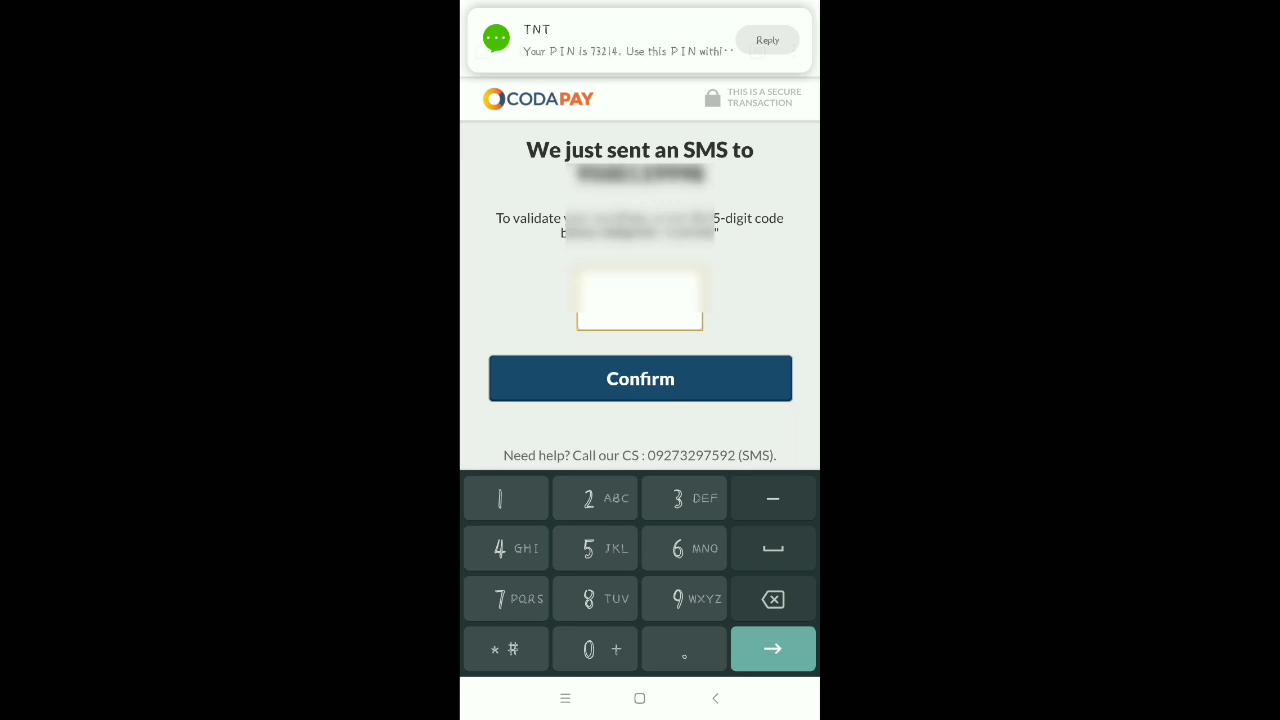 TNT
Your PIN is 73214. Use this PIN withi··
Reply
CODAPAY
THIS IS A SECURE
TRANSACTION
We just sent an SMS to
To validate 5-digit code
"
Confirm
Need help? Call our CS : 09273297592 (SMS).
1 2 ABC 3 DEF −
4 GHI 5 JKL 6 MNO
7 PQRS 8 TUV 9 WXYZ
* # 0 + .